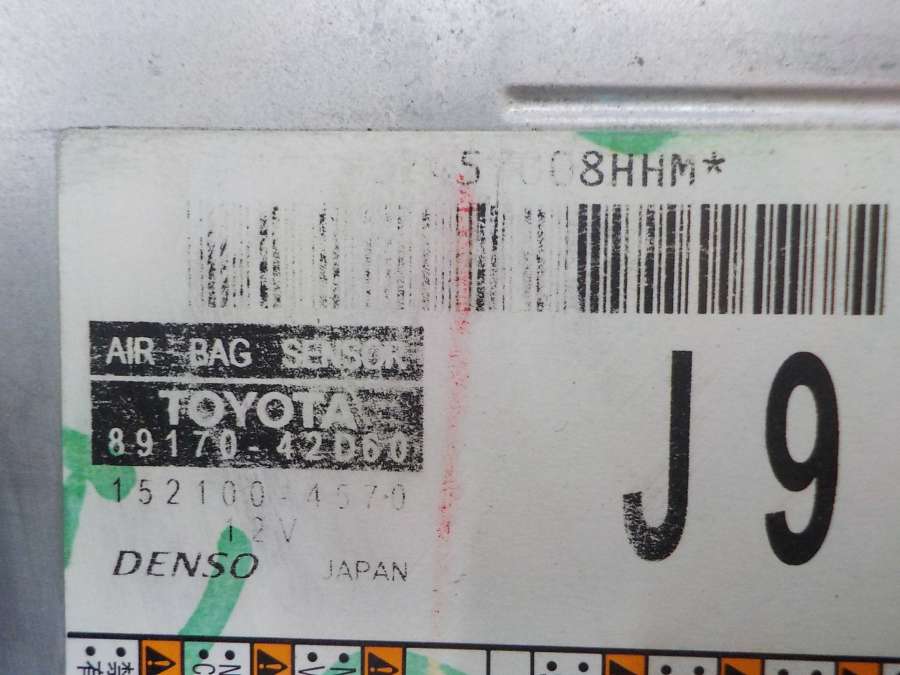 8HHM*
AIR BAG SENSOR
TOYOTA
89170-42D60
152100-4570
12V
DENSO JAPAN
J9